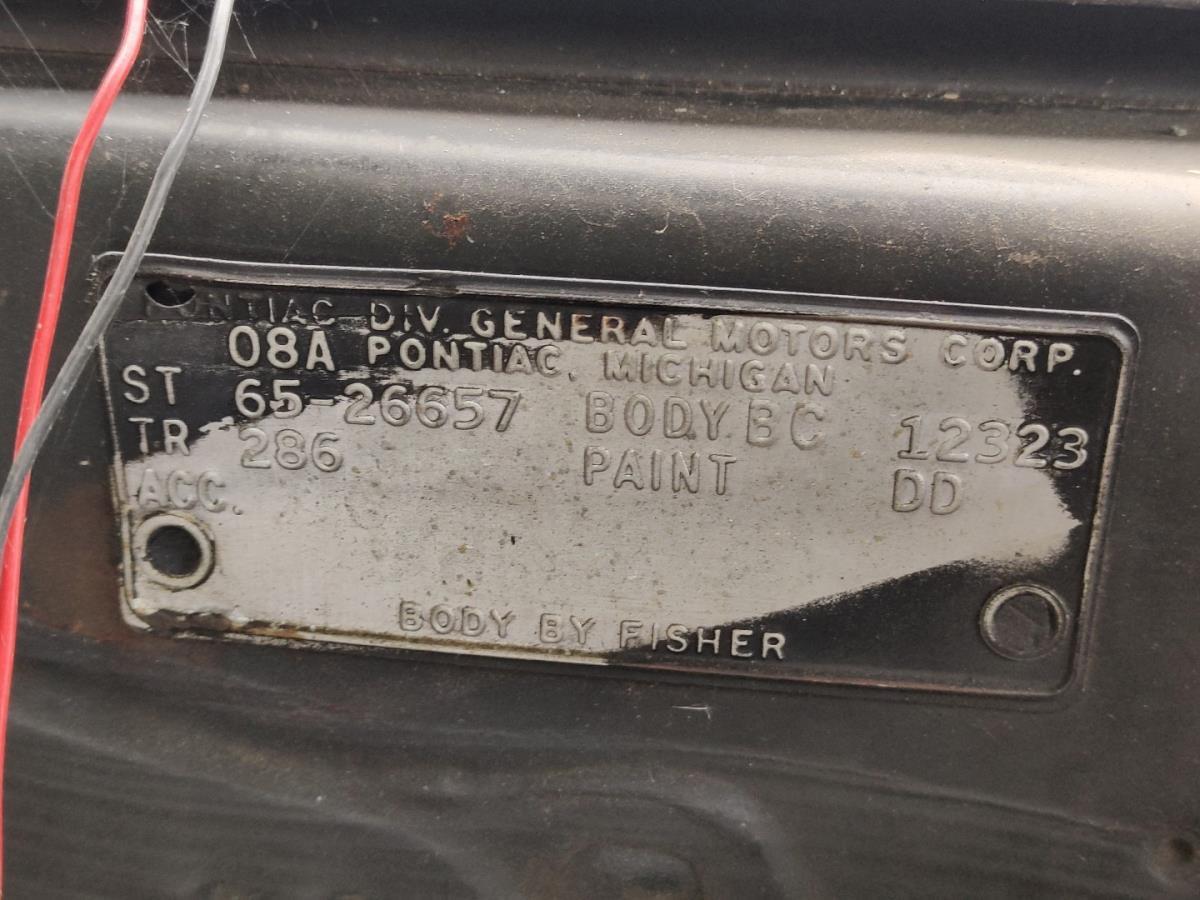 PONTIAC DIV. GENERAL MOTORS CORP.
08A PONTIAC, MICHIGAN
ST 65-26657 BODY BC 12323
TR 286 PAINT DD
ACC.
BODY BY FISHER